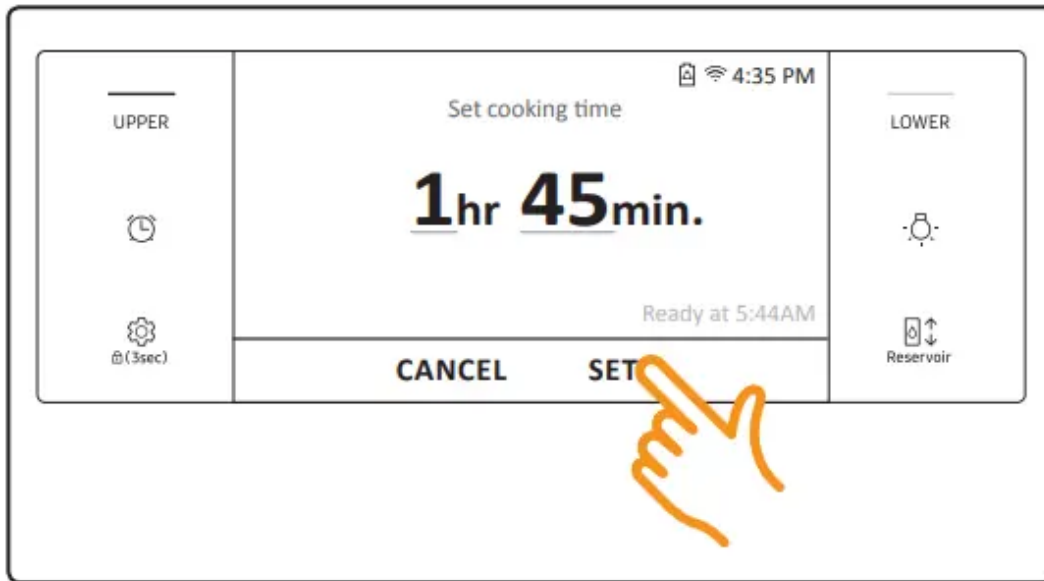 4:35 PM
UPPER
Set cooking time
LOWER
1hr 45min.
Ready at 5:44AM
(3sec)
Reservoir
CANCEL SET